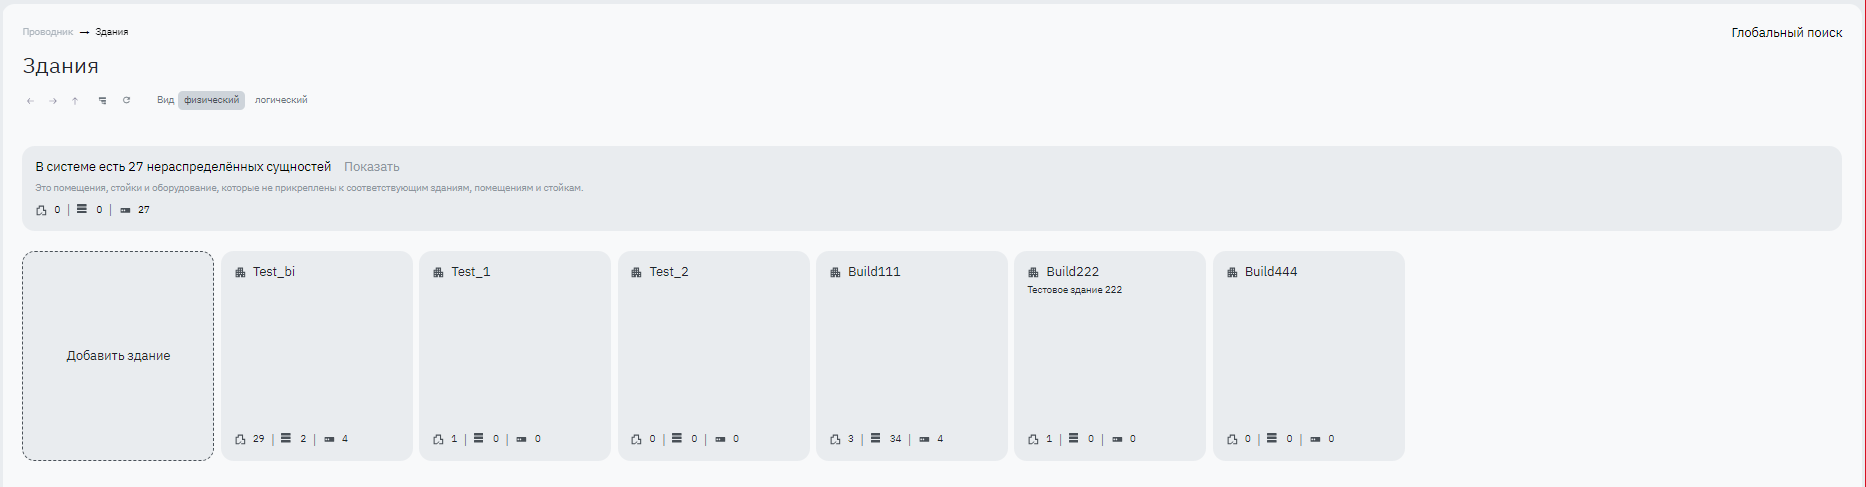 Проводник → Здания
Глобальный поиск
Здания
Вид физический логический
В системе есть 27 нераспределённых сущностей Показать
Это помещения, стойки и оборудование, которые не прикреплены к соответствующим зданиям, помещениям и стойкам.
0 | 0 | 27
Добавить здание
Test_bi
29 | 2 | 4
Test_1
1 | 0 | 0
Test_2
0 | 0 | 0
Build111
3 | 34 | 4
Build222
Тестовое здание 222
1 | 0 | 0
Build444
0 | 0 | 0